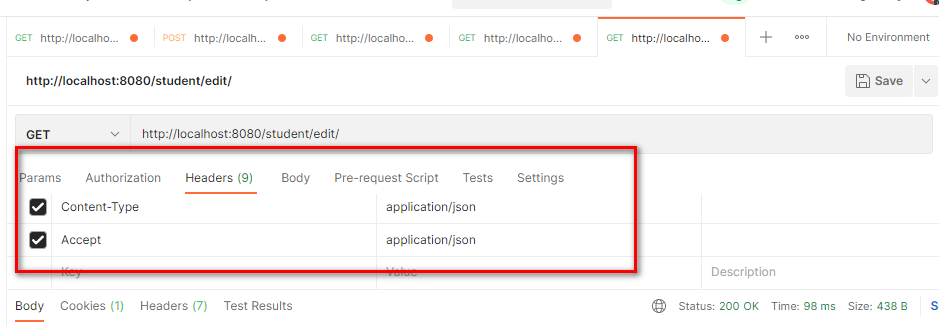 GET http://localho... POST http://localho... GET http://localho... GET http://localho... GET http://localho... No Environment
http://localhost:8080/student/edit/ Save
GET http://localhost:8080/student/edit/
Params Authorization Headers (9) Body Pre-request Script Tests Settings
Content-Type application/json
Accept application/json
Key Value Description
Body Cookies (1) Headers (7) Test Results Status: 200 OK Time: 98 ms Size: 438 B S